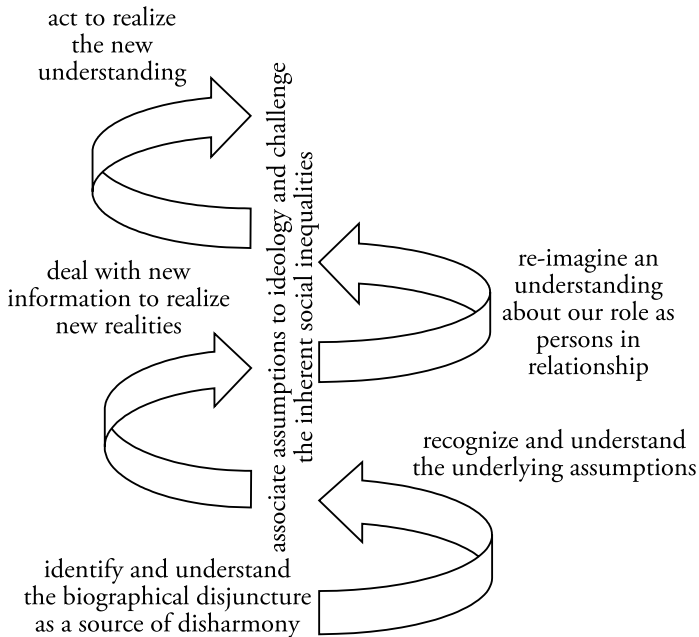 act to realize
the new
understanding
associate assumptions to ideology and challenge
the inherent social inequalities
deal with new
information to realize
new realities
re-imagine an
understanding
about our role as
persons in
relationship
recognize and understand
the underlying assumptions
identify and understand
the biographical disjuncture
as a source of disharmony